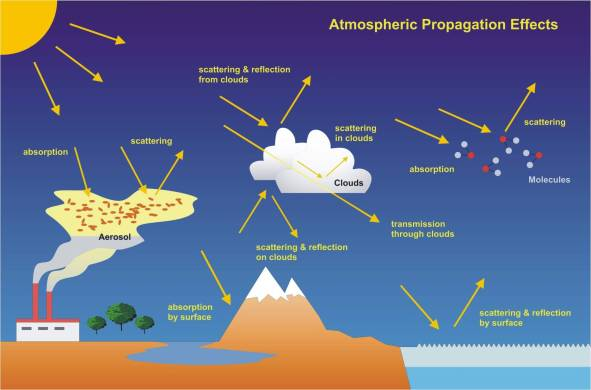 Atmospheric Propagation Effects
scattering & reflection
from clouds
scattering
absorption
scattering
in clouds
scattering
absorption
Clouds
Molecules
Aerosol
transmission
through clouds
scattering & reflection
on clouds
absorption
by surface
scattering & reflection
by surface